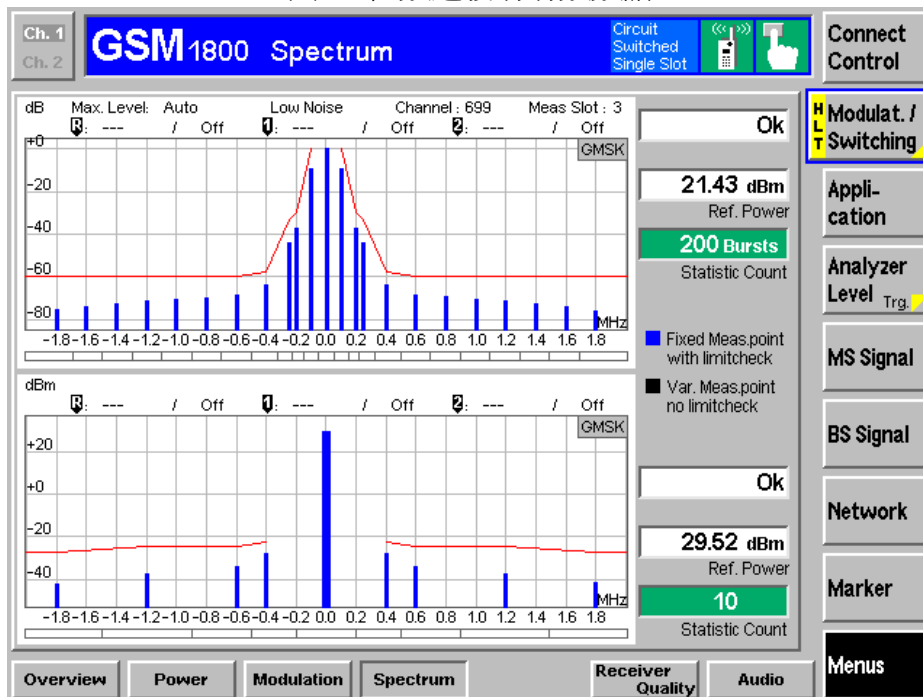 Ch. 1
Ch. 2
GSM 1800 Spectrum
Circuit
Switched
Single Slot
Connect
Control
dB Max. Level: Auto Low Noise Channel : 699 Meas Slot : 3
R: --- / Off 1: --- / Off 2: --- / Off
GMSK
+0
-20
-40
-60
-80
MHz
-1.8 -1.6 -1.4 -1.2 -1.0 -0.8 -0.6 -0.4 -0.2 0.0 0.2 0.4 0.6 0.8 1.0 1.2 1.4 1.6 1.8
Ok
21.43 dBm
Ref. Power
200 Bursts
Statistic Count
Fixed Meas.point
with limitcheck
Var. Meas.point
no limitcheck
dBm
R: --- / Off 1: --- / Off 2: --- / Off
GMSK
+20
+0
-20
-40
MHz
-1.8 -1.6 -1.4 -1.2 -1.0 -0.8 -0.6 -0.4 -0.2 0.0 0.2 0.4 0.6 0.8 1.0 1.2 1.4 1.6 1.8
Ok
29.52 dBm
Ref. Power
10
Statistic Count
HLT
Modulat. /
Switching
Appli-
cation
Analyzer
Level Trg.
MS Signal
BS Signal
Network
Marker
Menus
Overview Power Modulation Spectrum Receiver Quality Audio